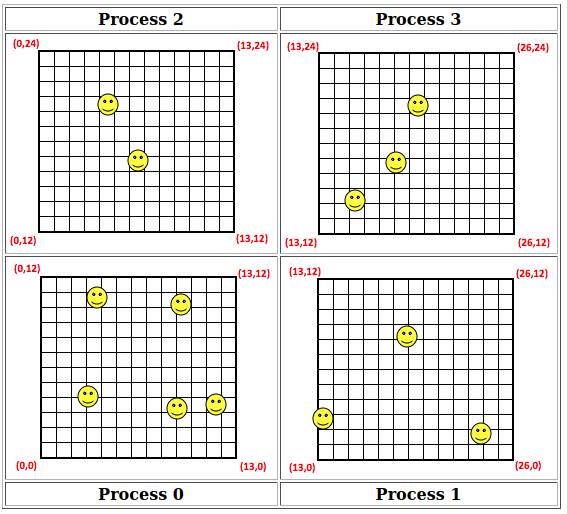 Process 2 Process 3
(0,24) (13,24) (13,24) (26,24)
(0,12) (13,12) (13,12) (26,12)
(0,12) (13,12) (13,12) (26,12)
(0,0) (13,0) (13,0) (26,0)
Process 0 Process 1